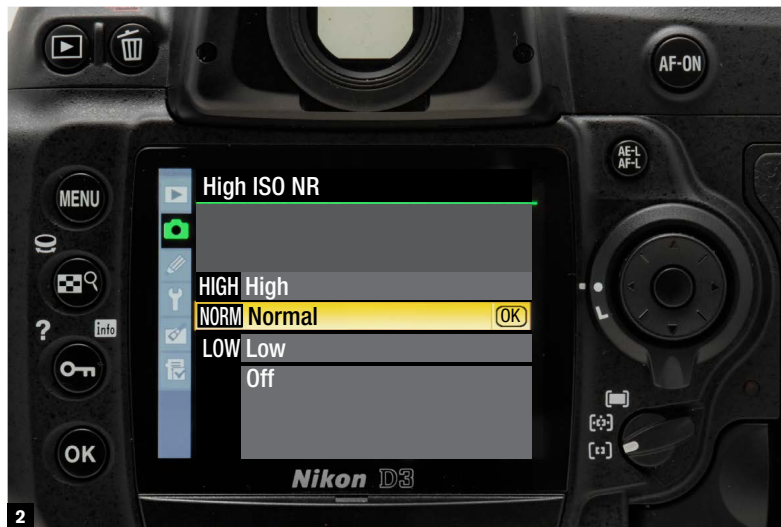 AF-ON
AE-L
AF-L
MENU
High ISO NR
HIGH High
NORM Normal OK
LOW Low
Off
? info
OK
Nikon D3
2